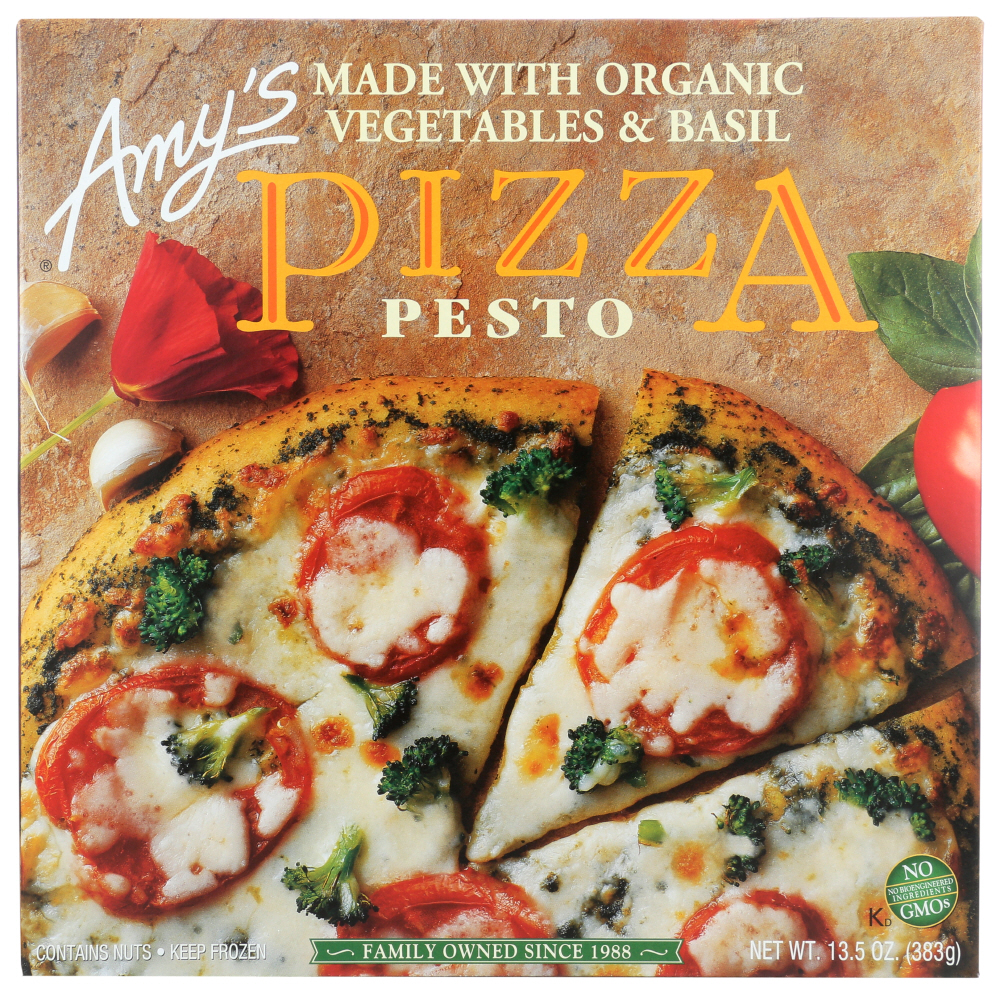 Amy's
®
MADE WITH ORGANIC
VEGETABLES & BASIL
PIZZA
PESTO
NO
NO BIOENGINEERED
INGREDIENTS
GMOs
KD
CONTAINS NUTS • KEEP FROZEN
FAMILY OWNED SINCE 1988
NET WT. 13.5 OZ. (383g)